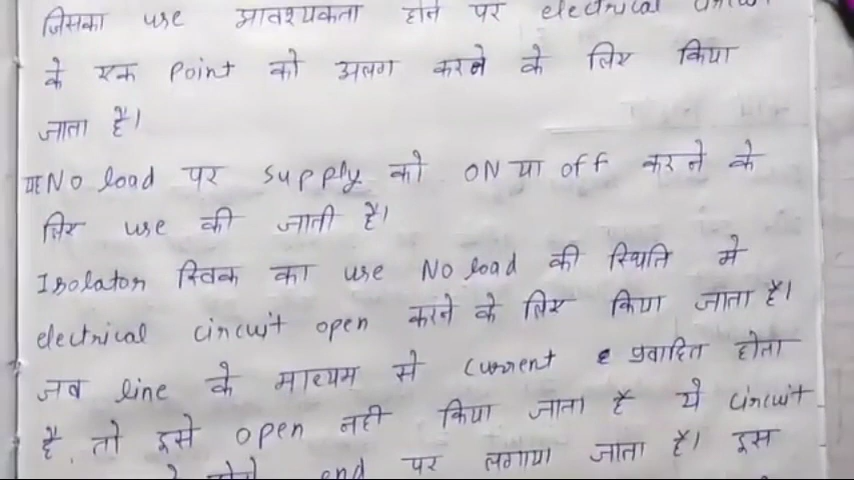 जिसका use आवश्यकता होने पर electrical circuit
के एक Point को अलग करने के लिए किया
जाता है।
यह No load पर supply को ON या off करने के
लिए use की जाती है।
Isolator स्विक का use No load की स्थिति मे
electrical circuit open करने के लिए किया जाता है।
जब line के माध्यम से current प्रवाहित होता
है तो इसे open नही किया जाता है ये circuit
end पर लगाया जाता है। इस